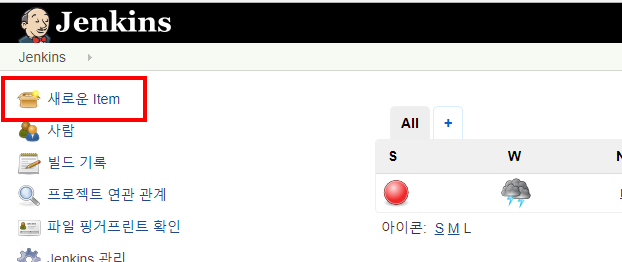 Jenkins
Jenkins
새로운 Item
사람
빌드 기록
프로젝트 연관 관계
파일 핑거프린트 확인
Jenkins 관리
All +
S W N
아이콘: S M L